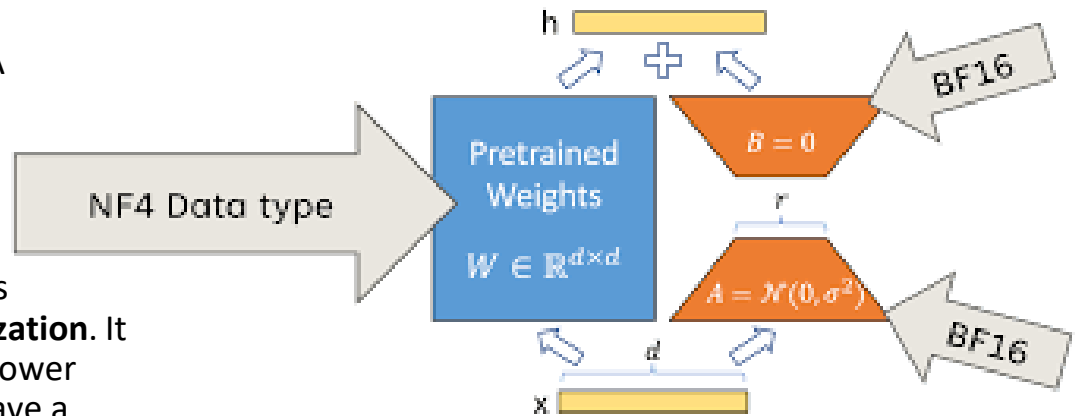 h
A
BF16
B = 0
Pretrained
Weights
NF4 Data type
r
W ∈ ℝ^{d×d}
A = 𝒩(0, σ²)
s
zation. It
BF16
d
ower
x
ave a